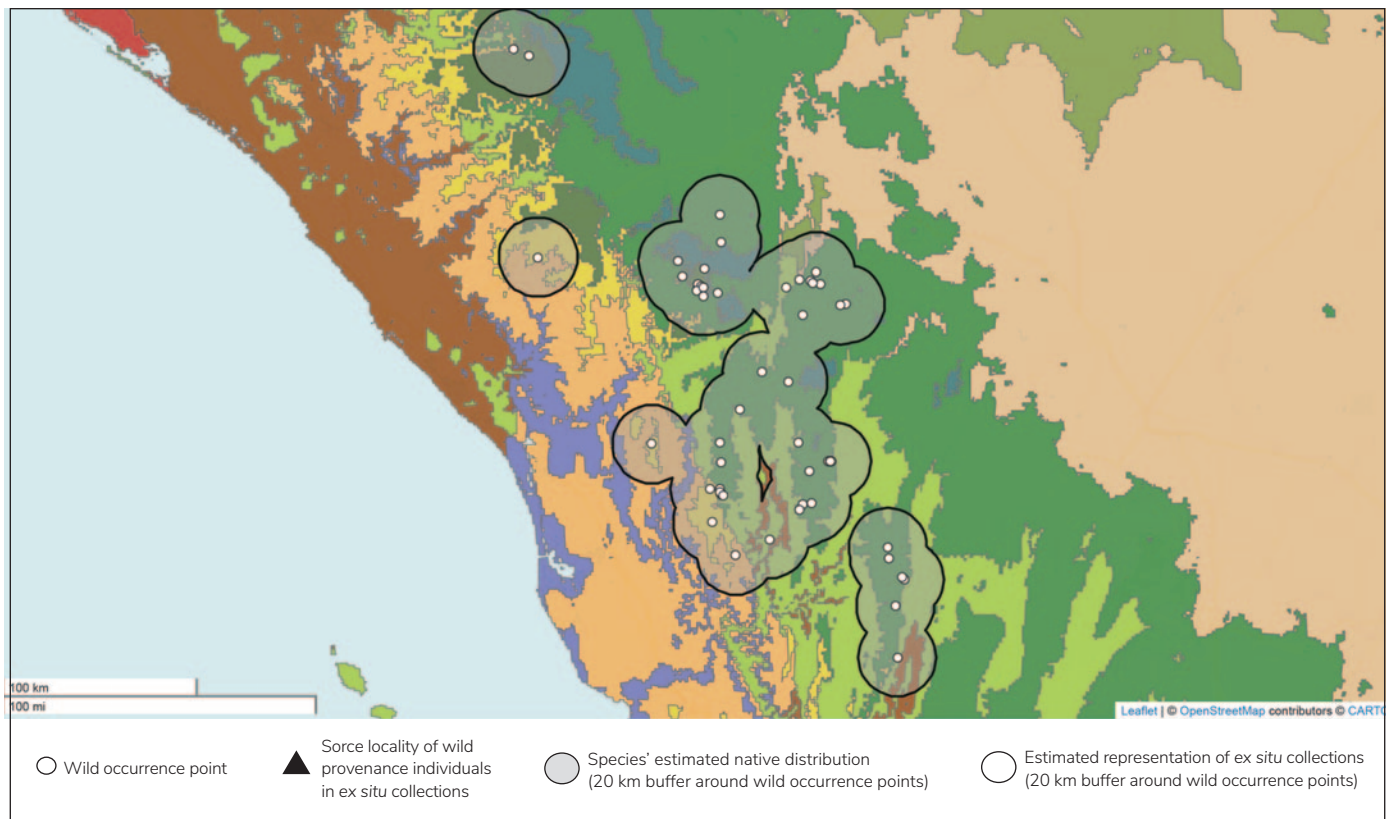 100 km
100 mi
Leaflet | © OpenStreetMap contributors © CARTO
Wild occurrence point
Sorce locality of wild
provenance individuals
in ex situ collections
Species' estimated native distribution
(20 km buffer around wild occurrence points)
Estimated representation of ex situ collections
(20 km buffer around wild occurrence points)